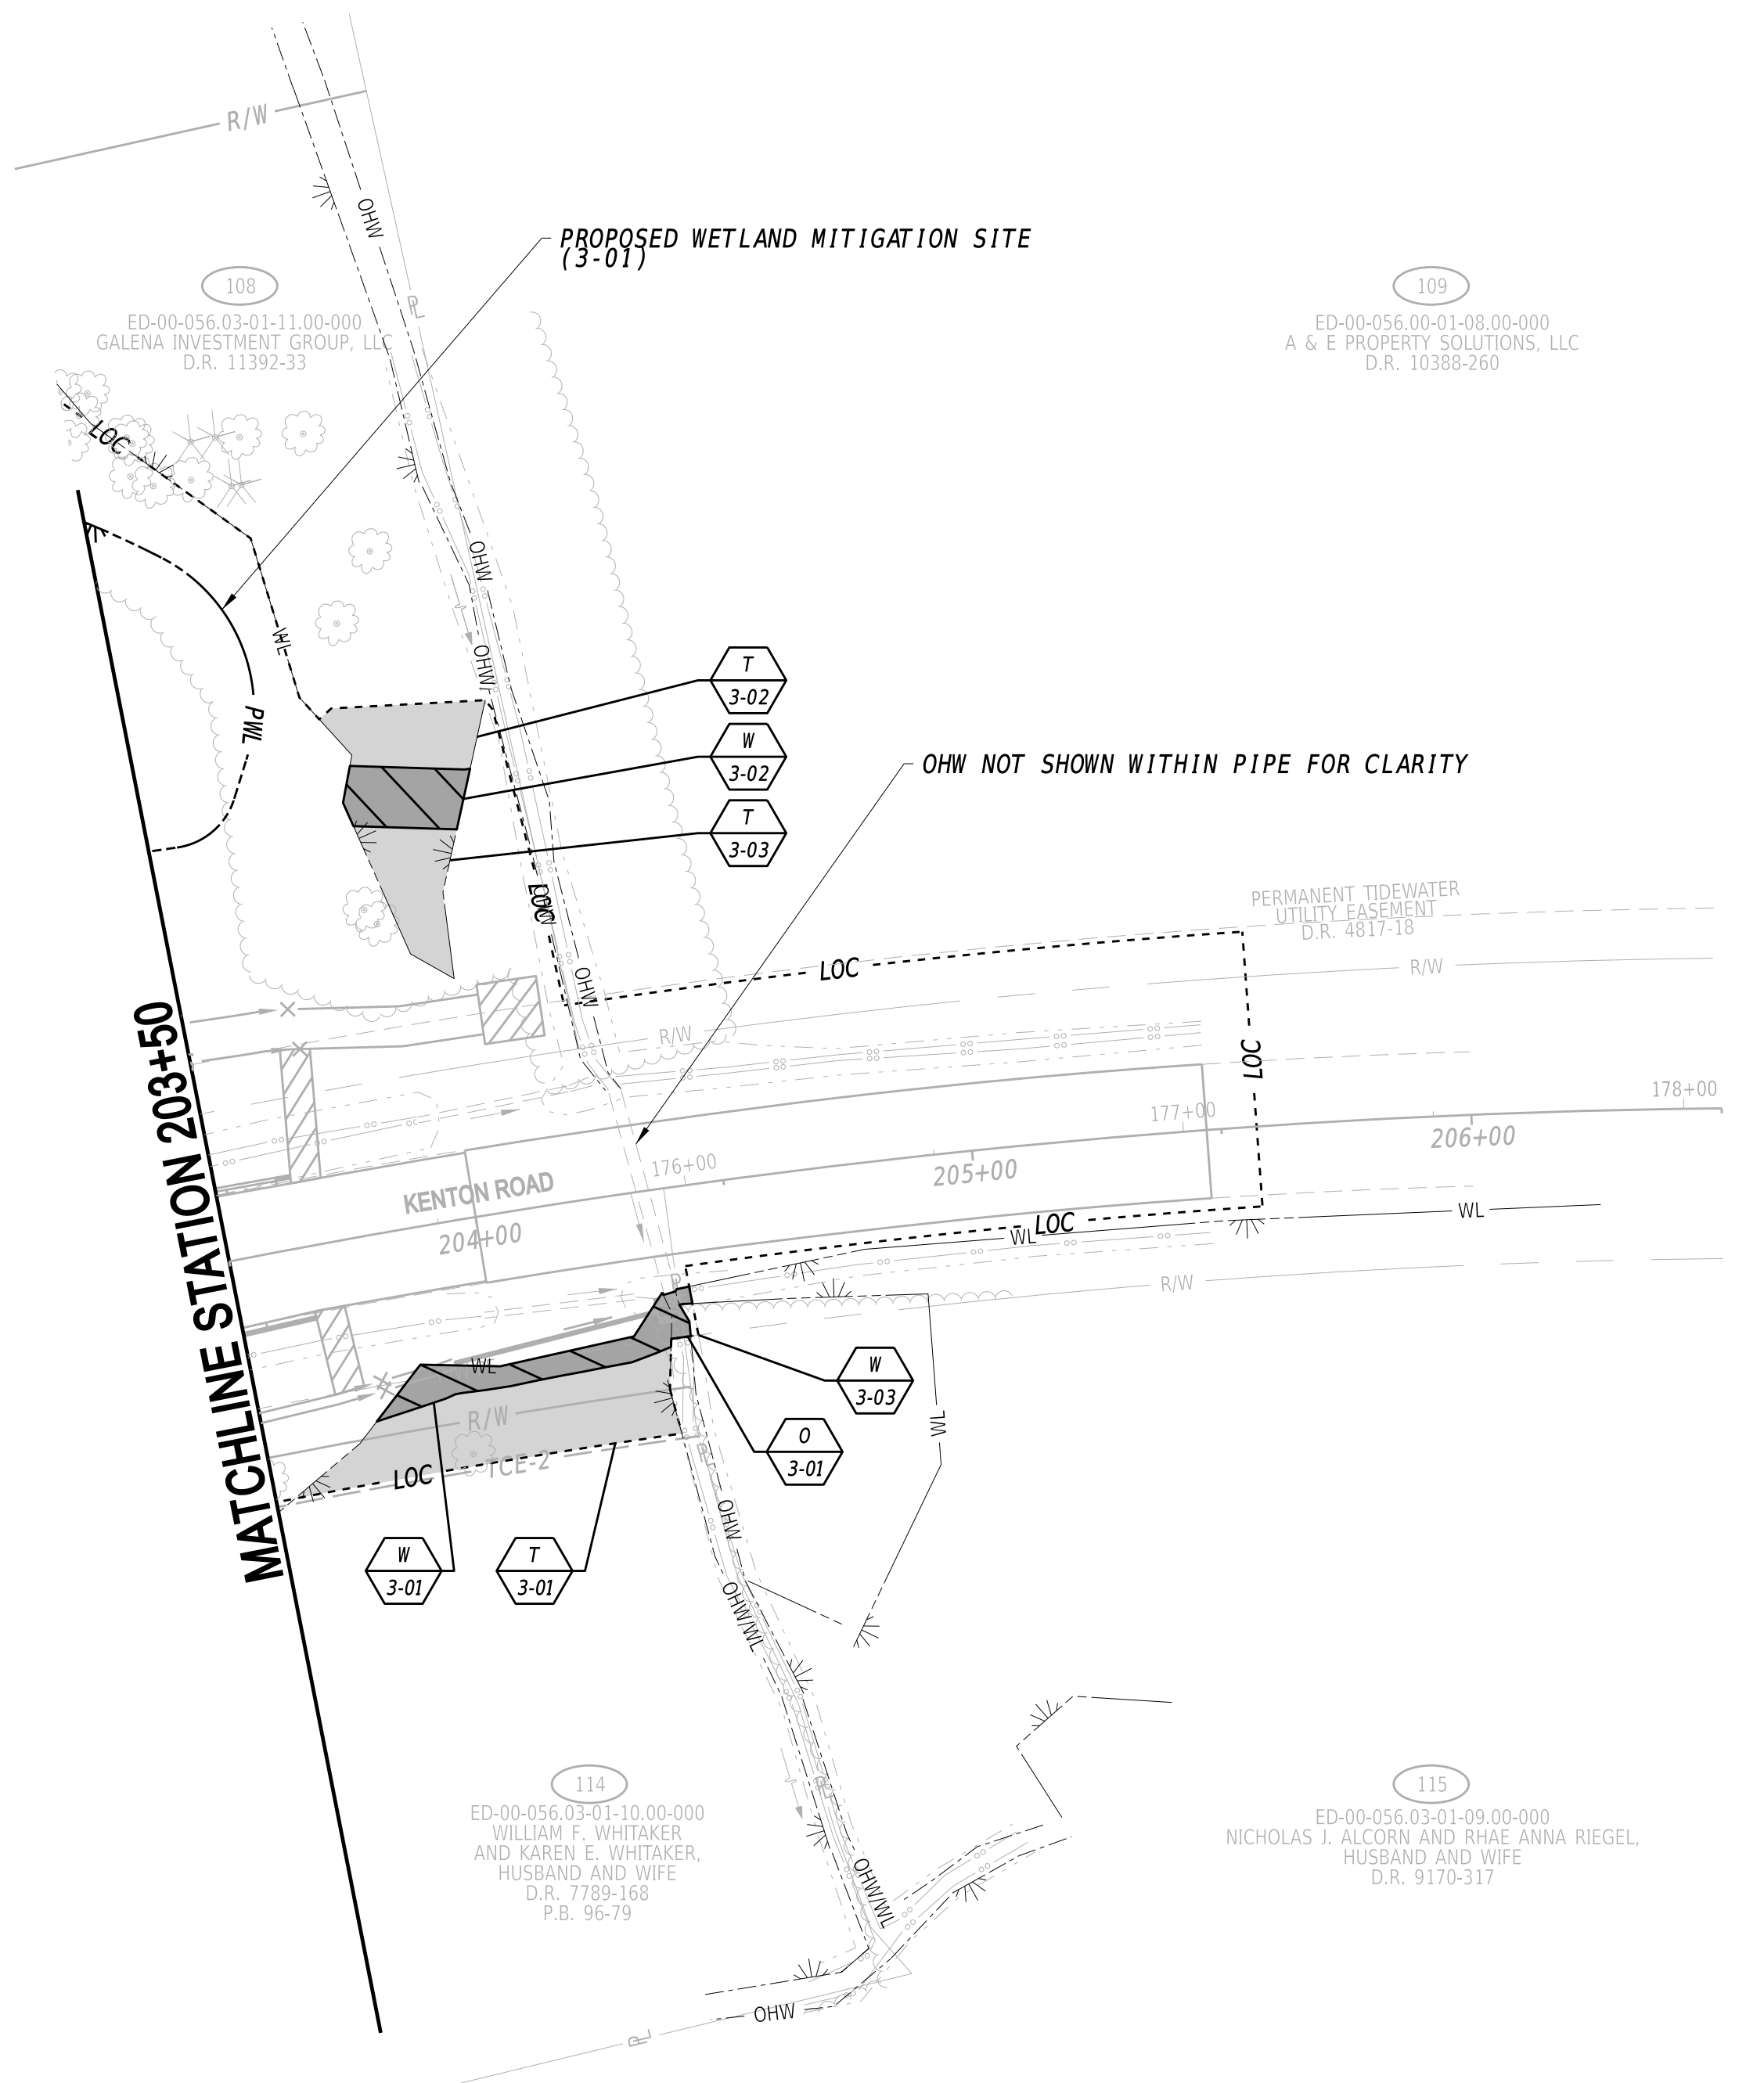 R/W
OHW
PROPOSED WETLAND MITIGATION SITE
(3-01)
108
ED-00-056.03-01-11.00-000
GALENA INVESTMENT GROUP, LLC
D.R. 11392-33
109
ED-00-056.00-01-08.00-000
A & E PROPERTY SOLUTIONS, LLC
D.R. 10388-260
PL
LOC
OHW
WL
OHW
T
3-02
PWL
W
3-02
OHW NOT SHOWN WITHIN PIPE FOR CLARITY
T
3-03
LOC
OHW
PERMANENT TIDEWATER
UTILITY EASEMENT
D.R. 4817-18
LOC
R/W
OHW
R/W
LOC
MATCHLINE STATION 203+50
178+00
177+00
206+00
176+00
205+00
KENTON ROAD
204+00
WL
LOC
WL
PL
R/W
WL
W
3-03
R/W
WL
O
3-01
PL
TCE-2
LOC
OHW
W
3-01
T
3-01
OHW/WL
PL
114
ED-00-056.03-01-10.00-000
WILLIAM F. WHITAKER
AND KAREN E. WHITAKER,
HUSBAND AND WIFE
D.R. 7789-168
P.B. 96-79
115
ED-00-056.03-01-09.00-000
NICHOLAS J. ALCORN AND RHAE ANNA RIEGEL,
HUSBAND AND WIFE
D.R. 9170-317
OHW/WL
OHW
PL